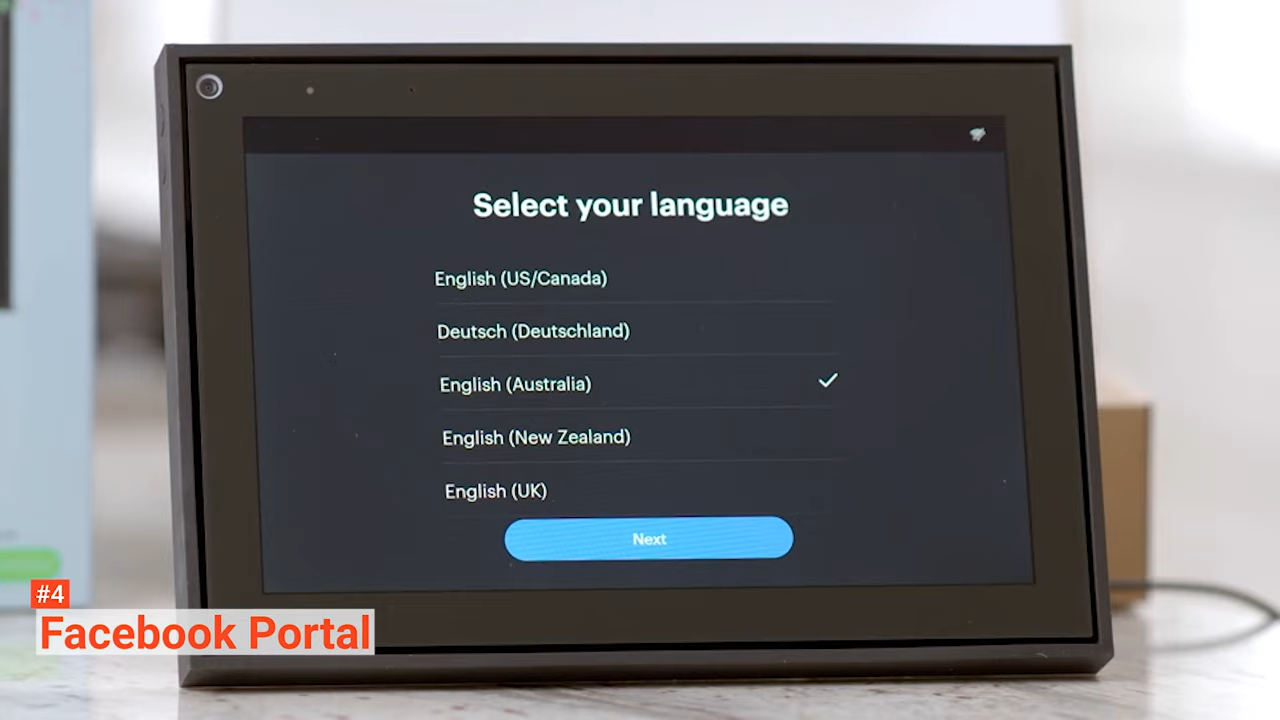 Select your language
English (US/Canada)
Deutsch (Deutschland)
English (Australia)
English (New Zealand)
English (UK)
Next
#4
Facebook Portal